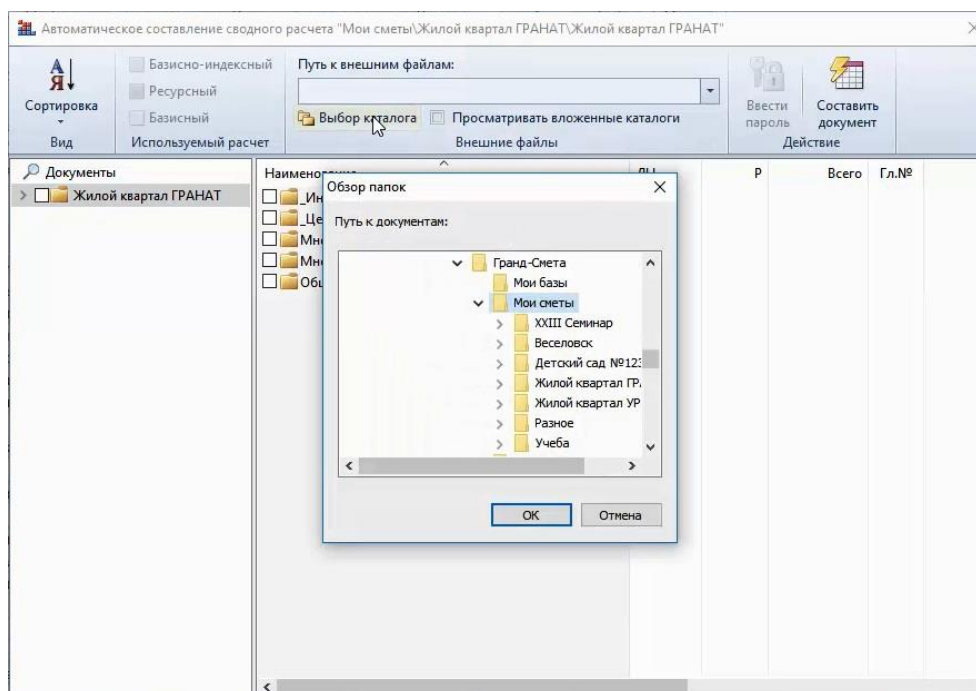 Автоматическое составление сводного расчета "Мои сметы\Жилой квартал ГРАНАТ\Жилой квартал ГРАНАТ"
Сортировка
Вид
Базисно-индексный
Ресурсный
Базисный
Используемый расчет
Путь к внешним файлам:
Выбор каталога
Просматривать вложенные каталоги
Внешние файлы
Ввести пароль
Составить документ
Действие
Документы
Жилой квартал ГРАНАТ
Р
Всего
Гл.№
Обзор папок
Путь к документам:
Гранд-Смета
Мои базы
Мои сметы
XXIII Семинар
Веселовск
Детский сад №123
Жилой квартал ГР
Жилой квартал УР
Разное
Учеба
ОК
Отмена